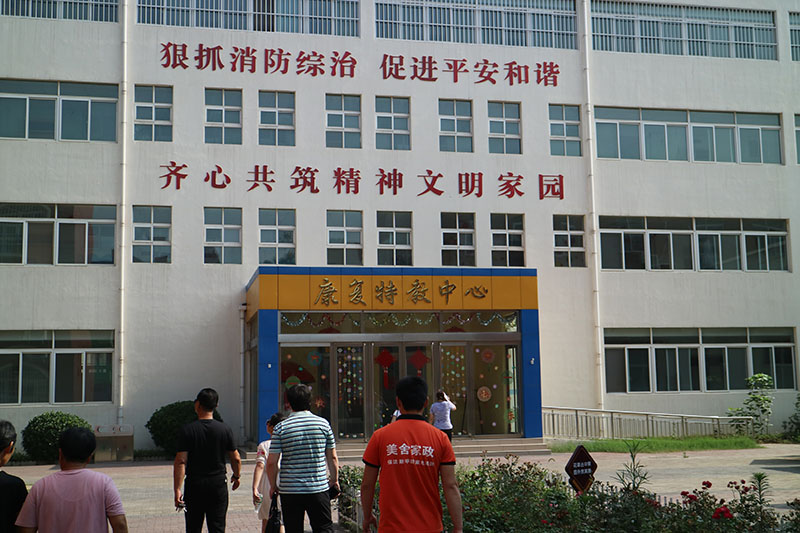 狠抓消防综治 促进平安和谐
齐心共筑精神文明家园
康复特教中心
美舍家政